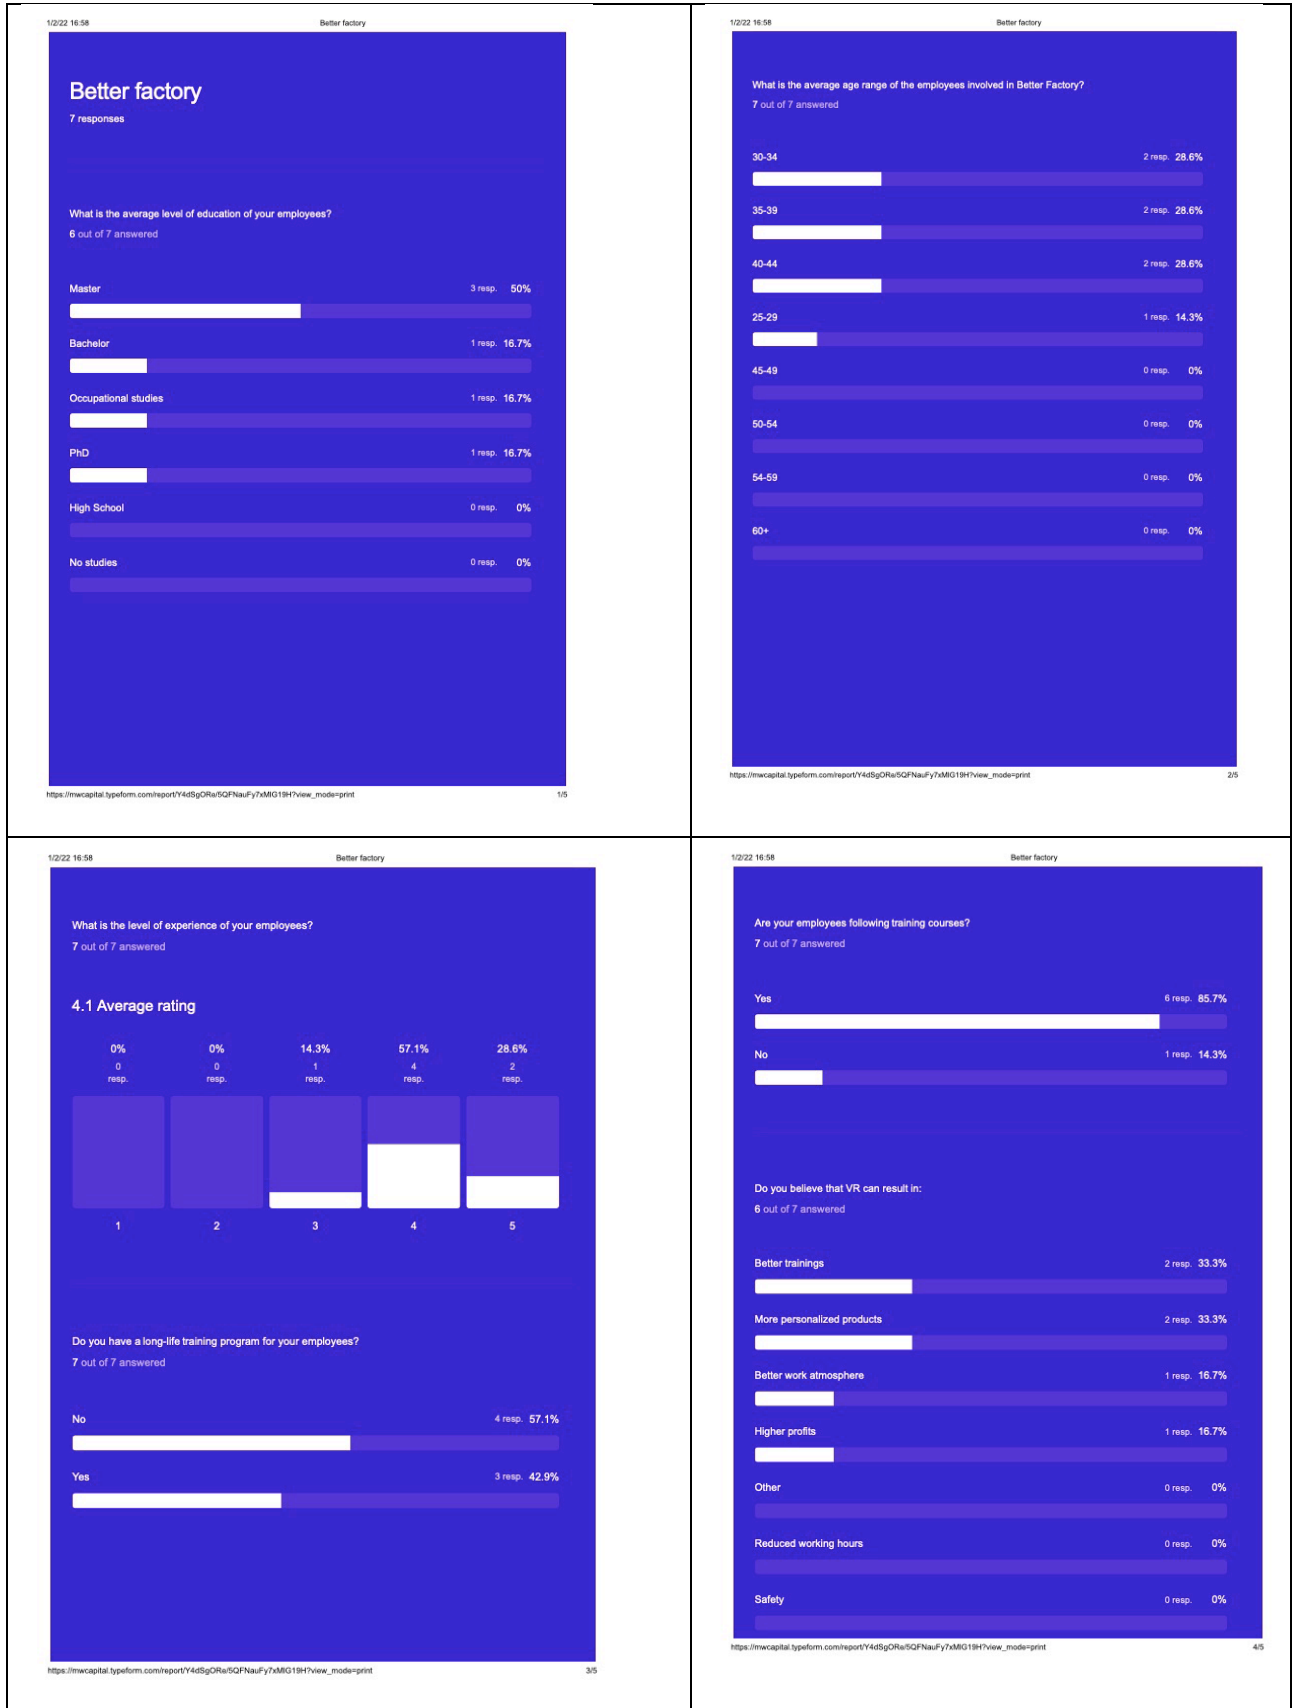 1/2/22 16:58 Better factory
Better factory
7 responses
What is the average level of education of your employees?
6 out of 7 answered
Master 3 resp. 50%
Bachelor 1 resp. 16.7%
Occupational studies 1 resp. 16.7%
PhD 1 resp. 16.7%
High School 0 resp. 0%
No studies 0 resp. 0%
https://mwcapital.typeform.com/report/Y4dSgORe/5QFNauFy7xMIG19H?view_mode=print 1/5
1/2/22 16:58 Better factory
What is the average age range of the employees involved in Better Factory?
7 out of 7 answered
30-34 2 resp. 28.6%
35-39 2 resp. 28.6%
40-44 2 resp. 28.6%
25-29 1 resp. 14.3%
45-49 0 resp. 0%
50-54 0 resp. 0%
54-59 0 resp. 0%
60+ 0 resp. 0%
https://mwcapital.typeform.com/report/Y4dSgORe/5QFNauFy7xMIG19H?view_mode=print 2/5
1/2/22 16:58 Better factory
What is the level of experience of your employees?
7 out of 7 answered
4.1 Average rating
0% 0% 14.3% 57.1% 28.6%
0 0 1 4 2
resp. resp. resp. resp. resp.
1 2 3 4 5
Do you have a long-life training program for your employees?
7 out of 7 answered
No 4 resp. 57.1%
Yes 3 resp. 42.9%
https://mwcapital.typeform.com/report/Y4dSgORe/5QFNauFy7xMIG19H?view_mode=print 3/5
1/2/22 16:58 Better factory
Are your employees following training courses?
7 out of 7 answered
Yes 6 resp. 85.7%
No 1 resp. 14.3%
Do you believe that VR can result in:
6 out of 7 answered
Better trainings 2 resp. 33.3%
More personalized products 2 resp. 33.3%
Better work atmosphere 1 resp. 16.7%
Higher profits 1 resp. 16.7%
Other 0 resp. 0%
Reduced working hours 0 resp. 0%
Safety 0 resp. 0%
https://mwcapital.typeform.com/report/Y4dSgORe/5QFNauFy7xMIG19H?view_mode=print 4/5